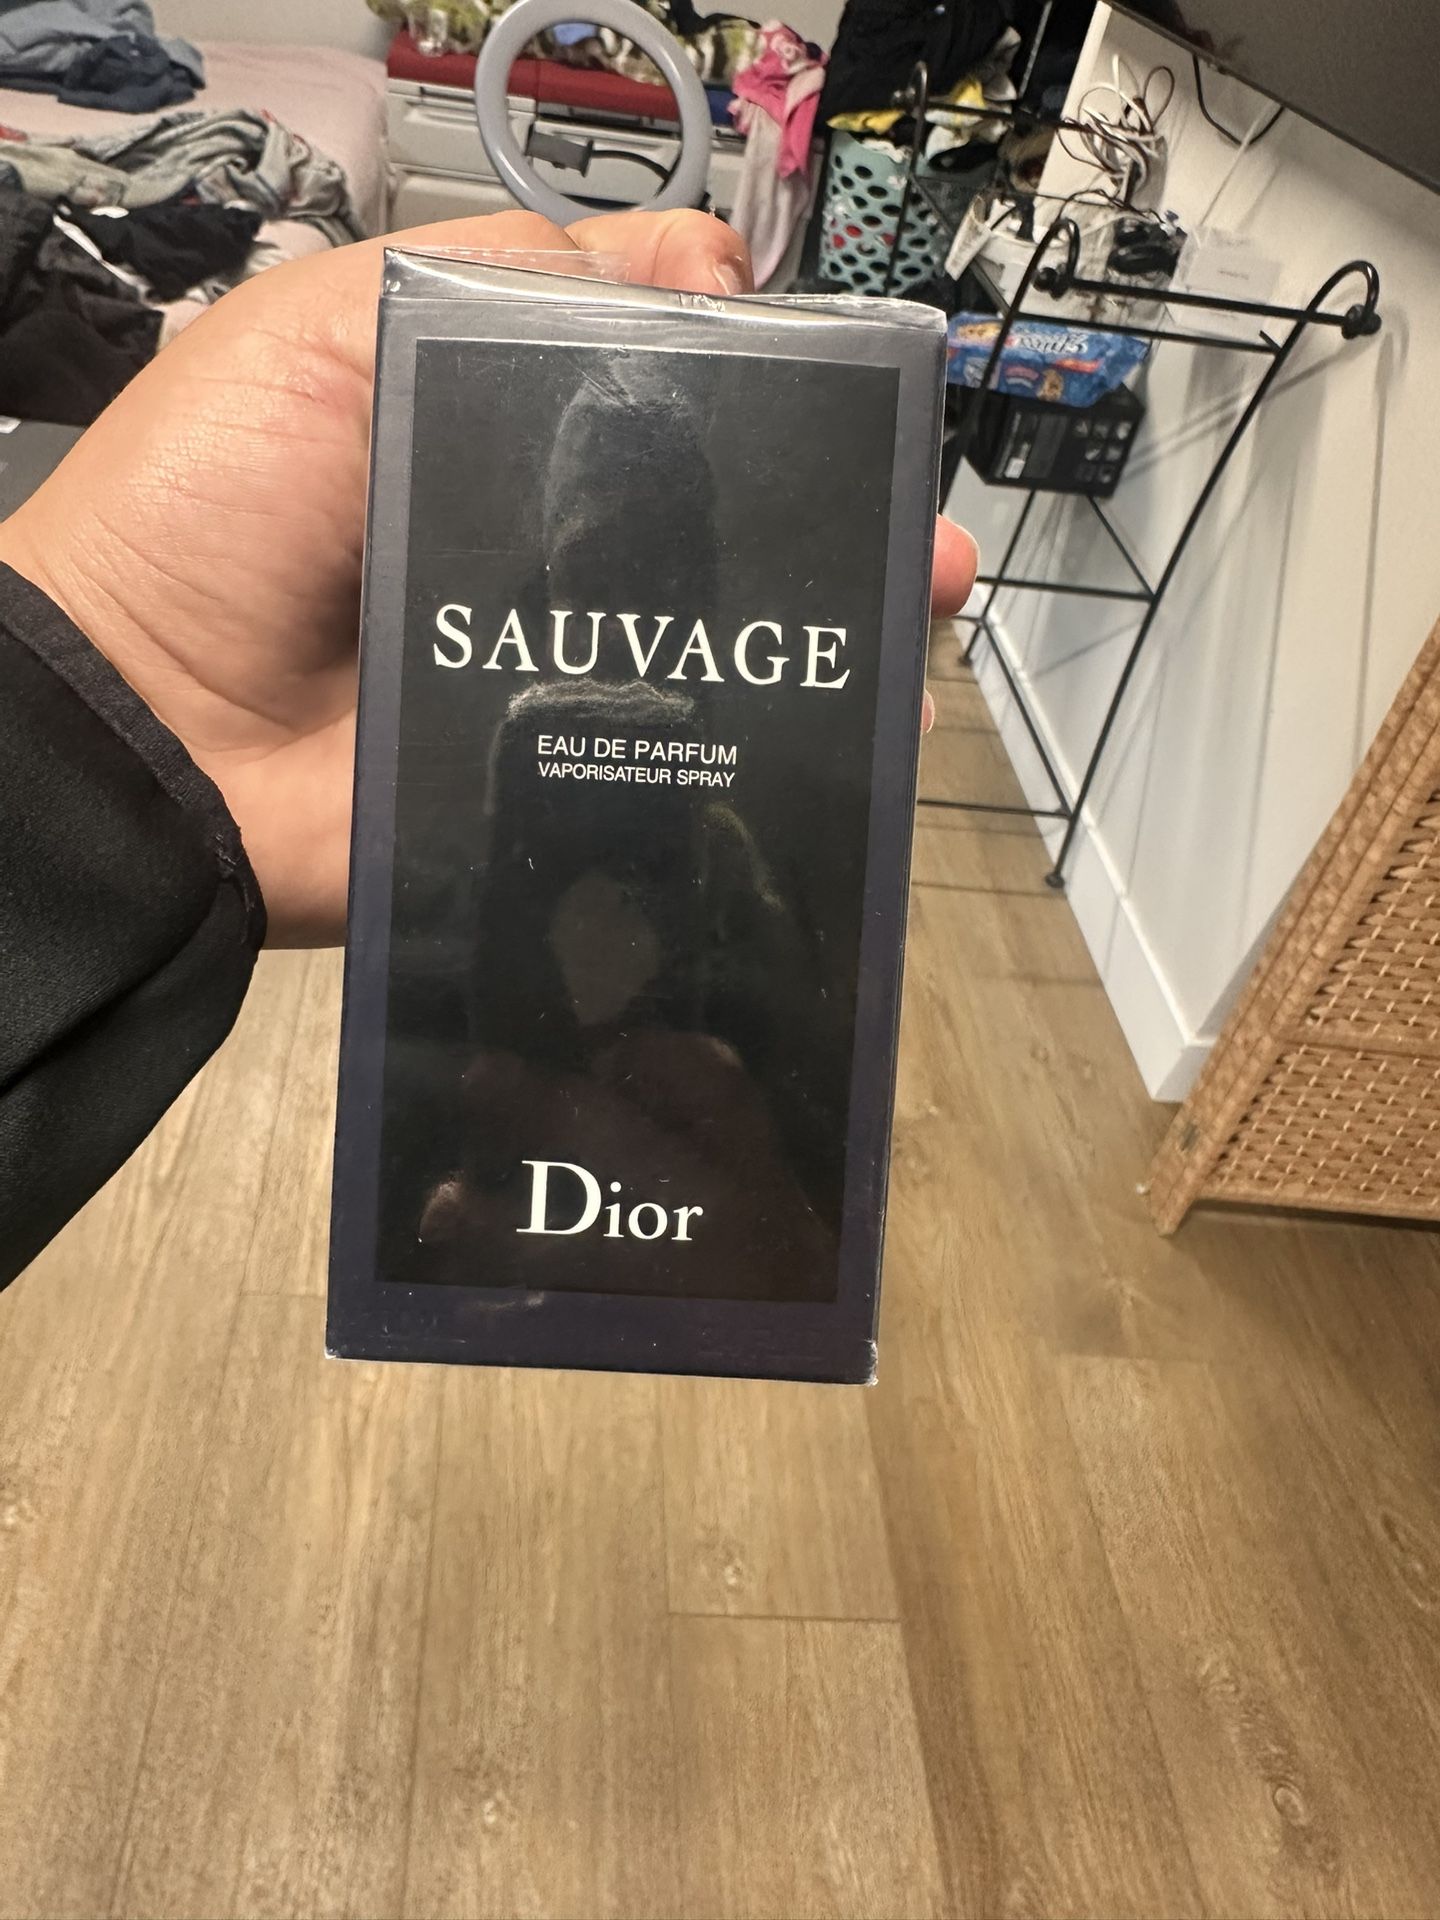 SAUVAGE
EAU DE PARFUM
VAPORISATEUR SPRAY
Dior